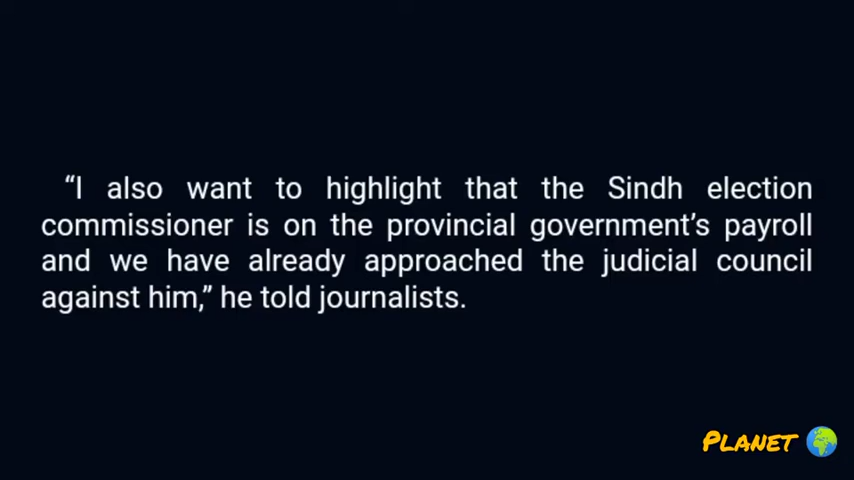 “I also want to highlight that the Sindh election
commissioner is on the provincial government’s payroll
and we have already approached the judicial council
against him,” he told journalists.
PLANET